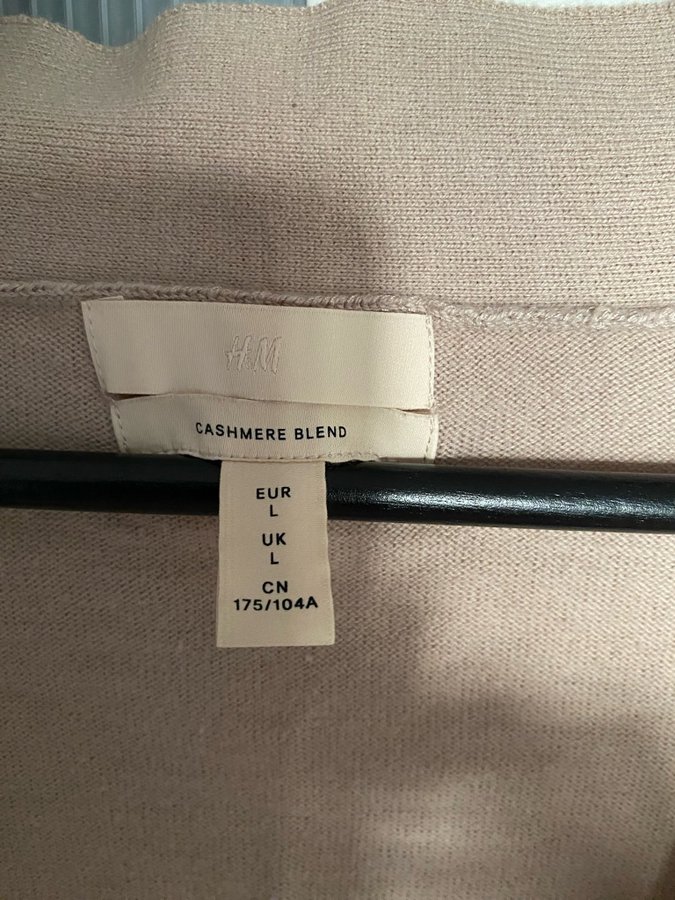 H&M
CASHMERE BLEND
EUR
L
UK
L
CN
175/104A